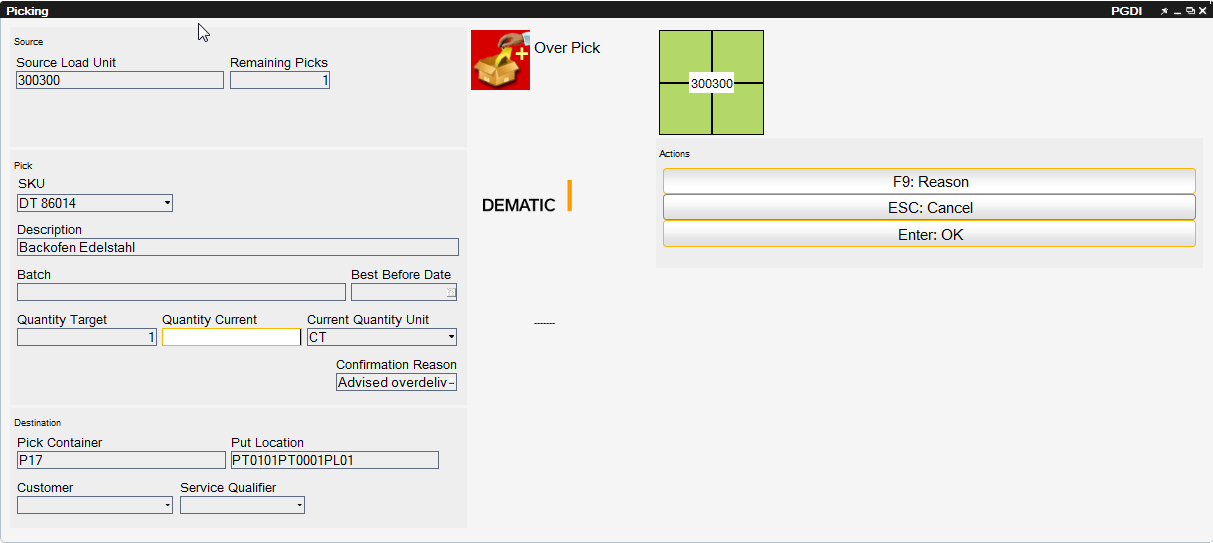 Picking
PGDI
Source
Source Load Unit
Remaining Picks
300300
1
Over Pick
300300
Pick
SKU
DT 86014
Description
Backofen Edelstahl
Batch
Best Before Date
Quantity Target
Quantity Current
Current Quantity Unit
1
CT
Confirmation Reason
Advised overdeliv
DEMATIC
-------
Actions
F9: Reason
ESC: Cancel
Enter: OK
Destination
Pick Container
Put Location
P17
PT0101PT0001PL01
Customer
Service Qualifier